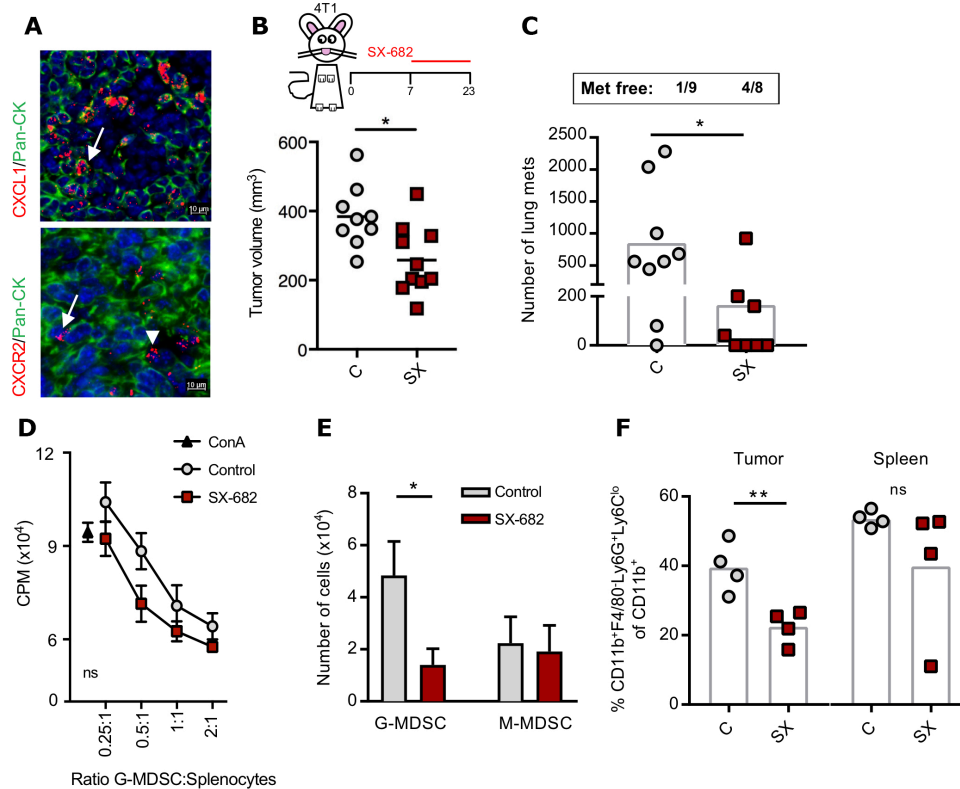 A
CXCL1/Pan-CK
10 µm
CXCR2/Pan-CK
10 µm
B
4T1
SX-682
0 7 23
*
Tumor volume (mm³)
600
400
200
0
C SX
C
Met free: 1/9 4/8
*
Number of lung mets
2500
2000
1500
1000
500
200
0
C SX
D
ConA
Control
SX-682
CPM (x10⁴)
12
9
6
0
ns
0.25:1 0.5:1 1:1 2:1
Ratio G-MDSC:Splenocytes
E
Control
SX-682
*
Number of cells (x10⁴)
8
6
4
2
0
G-MDSC M-MDSC
F
Tumor Spleen
** ns
% CD11b⁺F4/80⁻Ly6G⁺Ly6Cˡᵒ
of CD11b⁺
60
40
20
0
C SX C SX